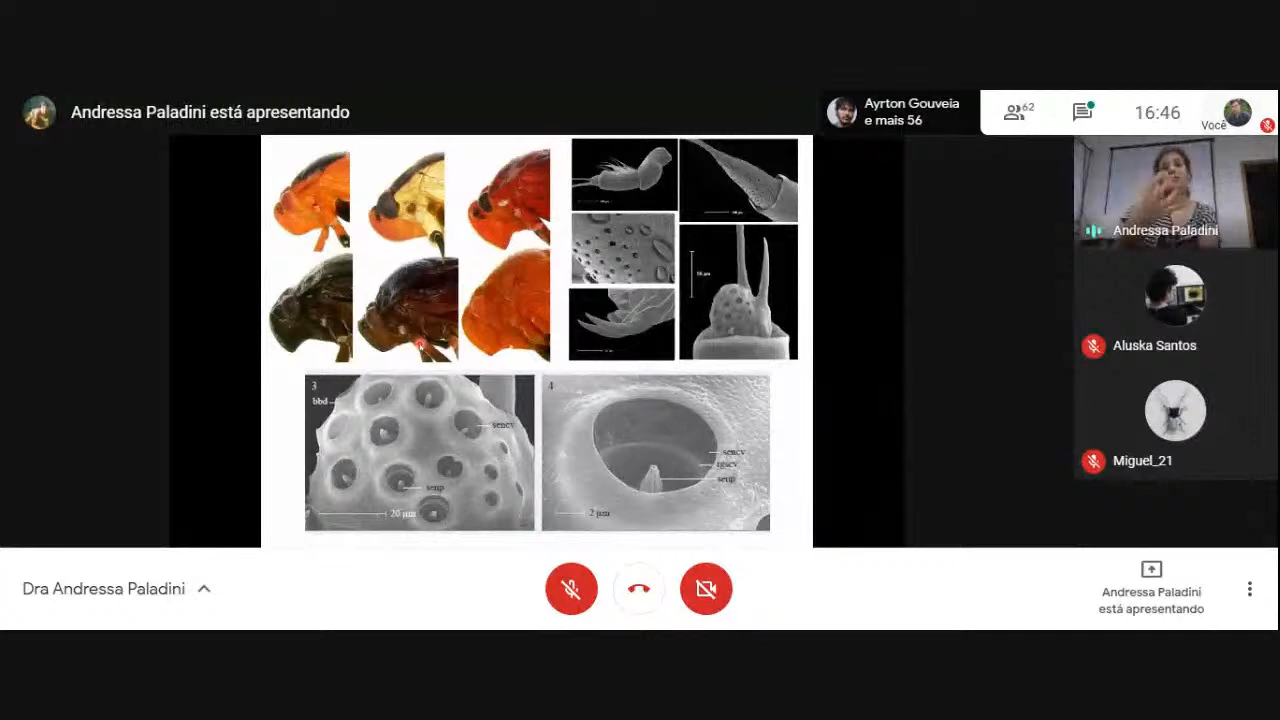 Andressa Paladini está apresentando
Ayrton Gouveia
e mais 56
62
16:46
Você
Andressa Paladini
Aluska Santos
Miguel_21
3
bbd
sencv
senp
20 μm
4
sencv
senp
2 μm
Dra Andressa Paladini
Andressa Paladini
está apresentando